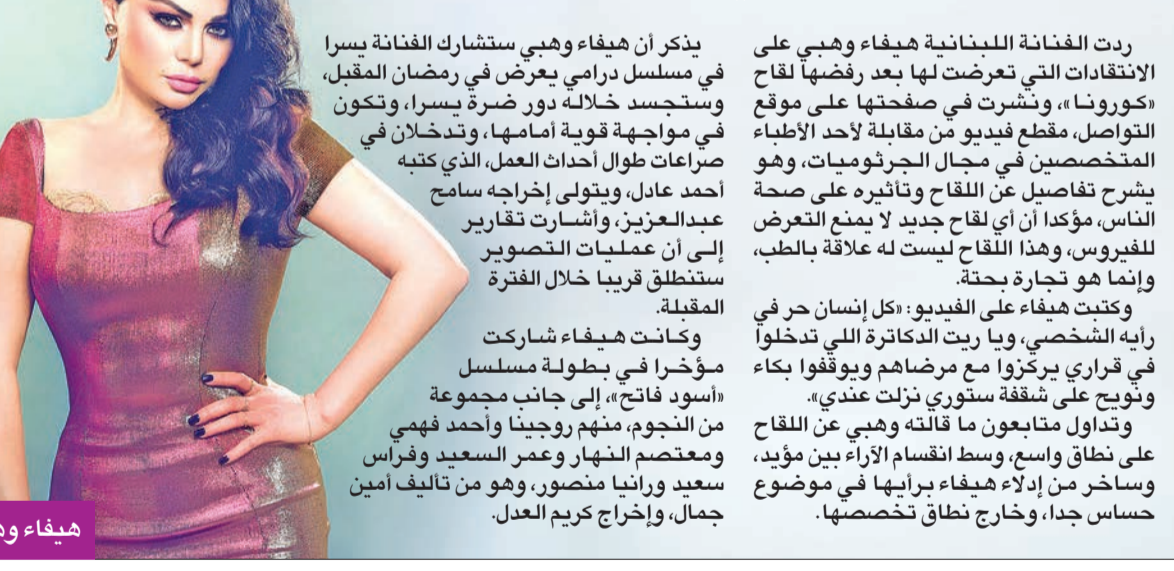 ردت الفنانة اللبنانية هيفاء وهبي على
الانتقادات التي تعرضت لها بعد رفضها لقاح
«كورونا»، ونشرت في صفحتها على موقع
التواصل، مقطع فيديو من مقابلة لأحد الأطباء
المتخصصين في مجال الجرثوميات، وهو
يشرح تفاصيل عن اللقاح وتأثيره على صحة
الناس، مؤكدا أن أي لقاح جديد لا يمنع التعرض
للفيروس، وهذا اللقاح ليست له علاقة بالطب،
وإنما هو تجارة بحتة.
وكتبت هيفاء على الفيديو: «كل إنسان حر في
رأيه الشخصي، ويا ريت الدكاترة اللي تدخلوا
في قراري يركزوا مع مرضاهم ويوقفوا بكاء
ونويح على شقفة ستوري نزلت عندي».
وتداول متابعون ما قالته وهبي عن اللقاح
على نطاق واسع، وسط انقسام الآراء بين مؤيد،
وساخر من إدلاء هيفاء برأيها في موضوع
حساس جدا، وخارج نطاق تخصصها.
يذكر أن هيفاء وهبي ستشارك الفنانة يسرا
في مسلسل درامي يعرض في رمضان المقبل،
وستجسد خلاله دور ضرة يسرا، وتكون
في مواجهة قوية أمامها، وتدخلان في
صراعات طوال أحداث العمل، الذي كتبه
أحمد عادل، ويتولى إخراجه سامح
عبدالعزيز، وأشارت تقارير
إلى أن عمليات التصوير
ستنطلق قريبا خلال الفترة
المقبلة.
وكانت هيفاء شاركت
مؤخرا في بطولة مسلسل
«أسود فاتح»، إلى جانب مجموعة
من النجوم، منهم روجينا وأحمد فهمي
ومعتصم النهار وعمر السعيد وفراس
سعيد ورانيا منصور، وهو من تأليف أمين
جمال، وإخراج كريم العدل.
هيفاء